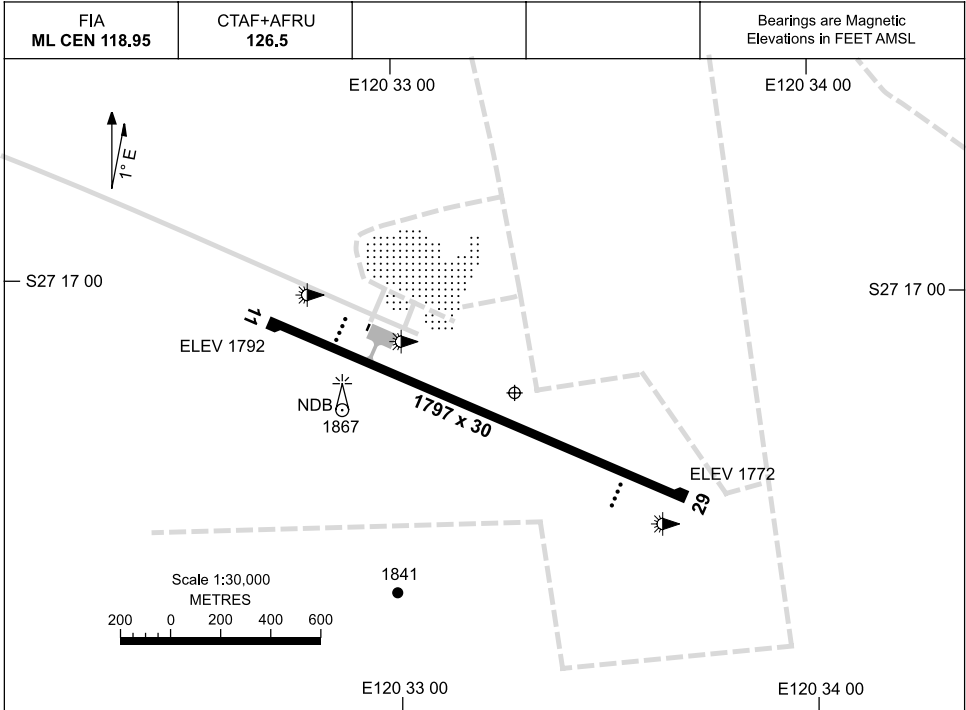 FIA
ML CEN 118.95
CTAF+AFRU
126.5
Bearings are Magnetic
Elevations in FEET AMSL
E120 33 00
E120 34 00
1° E
S27 17 00
S27 17 00
11
ELEV 1792
NDB
1867
1797 x 30
ELEV 1772
29
1841
Scale 1:30,000
METRES
200 0 200 400 600
E120 33 00
E120 34 00